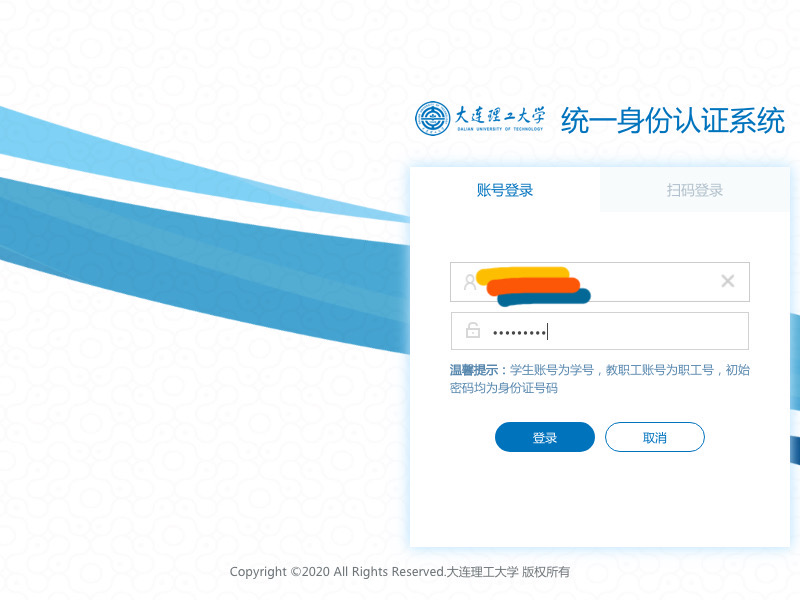 大连理工大学
DALIAN UNIVERSITY OF TECHNOLOGY
统一身份认证系统
账号登录
扫码登录
•••••••••
温馨提示：学生账号为学号，教职工账号为职工号，初始
密码均为身份证号码
登录
取消
Copyright ©2020 All Rights Reserved.大连理工大学 版权所有